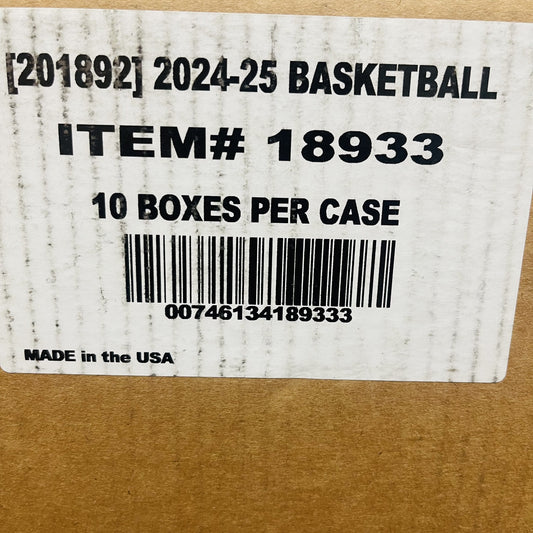 [201892] 2024-25 BASKETBALL
ITEM# 18933
10 BOXES PER CASE
00746134189333
MADE in the USA